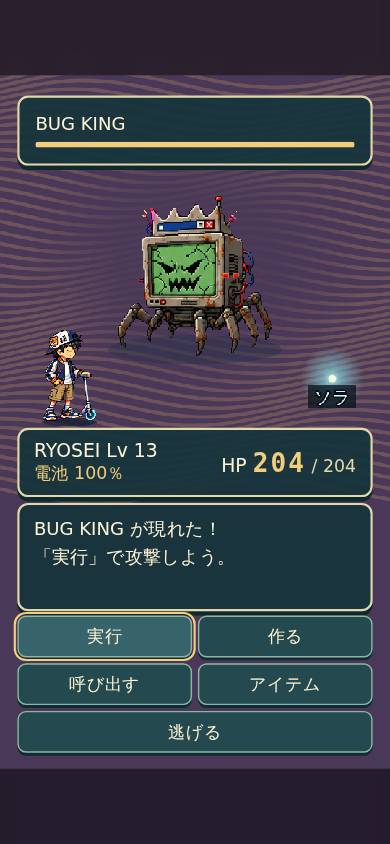 BUG KING
ソラ
RYOSEI Lv 13
電池 100%
HP 204 / 204
BUG KING が現れた！
「実行」で攻撃しよう。
実行
作る
呼び出す
アイテム
逃げる